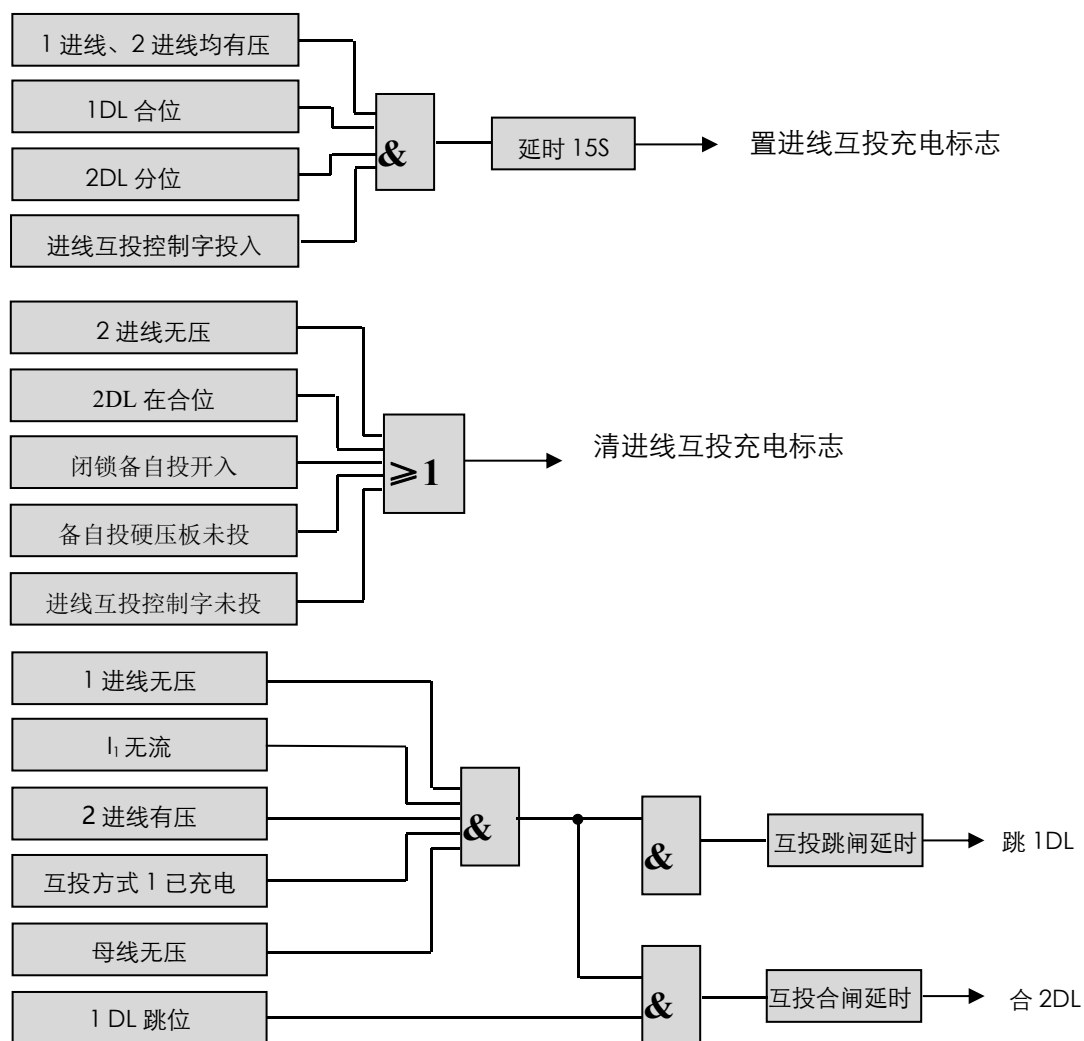 1 进线、2 进线均有压
1DL 合位
2DL 分位
进线互投控制字投入
&
延时 15S
置进线互投充电标志
2 进线无压
2DL 在合位
闭锁备自投开入
备自投硬压板未投
进线互投控制字未投
≥1
清进线互投充电标志
1 进线无压
I₁ 无流
2 进线有压
互投方式 1 已充电
母线无压
1 DL 跳位
&
&
互投跳闸延时
跳 1DL
&
互投合闸延时
合 2DL